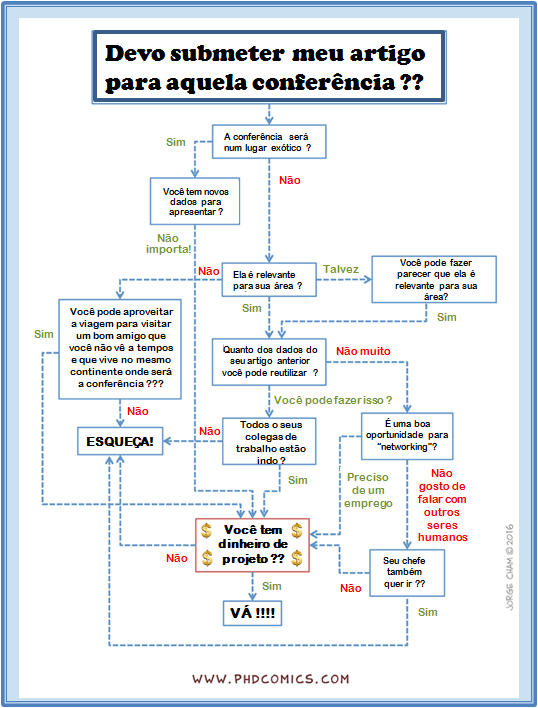 Devo submeter meu artigo
para aquela conferência ??
A conferência será
num lugar exótico ?
Sim
Não
Você tem novos
dados para
apresentar ?
Não
importa!
Não
Ela é relevante
para sua área ?
Talvez
Você pode fazer
parecer que ela é
relevante para sua
área?
Sim
Sim
Sim
Você pode aproveitar
a viagem para visitar
um bom amigo que
você não vê a tempos
e que vive no mesmo
continente onde será
a conferência ???
Quanto dos dados do
seu artigo anterior
você pode reutilizar ?
Não muito
Você pode fazer isso ?
Não
ESQUEÇA!
Não
Todos o seus
colegas de
trabalho estão
indo ?
É uma boa
oportunidade para
“networking”?
Sim
Preciso
de um
emprego
Não
gosto de
falar com
outros
seres
humanos
$ Você tem $
dinheiro de
$ projeto ?? $
Não
Não
Seu chefe
também
quer ir ??
Sim
Sim
VÁ !!!!
JORGE CHAM © 2016
WWW.PHDCOMICS.COM